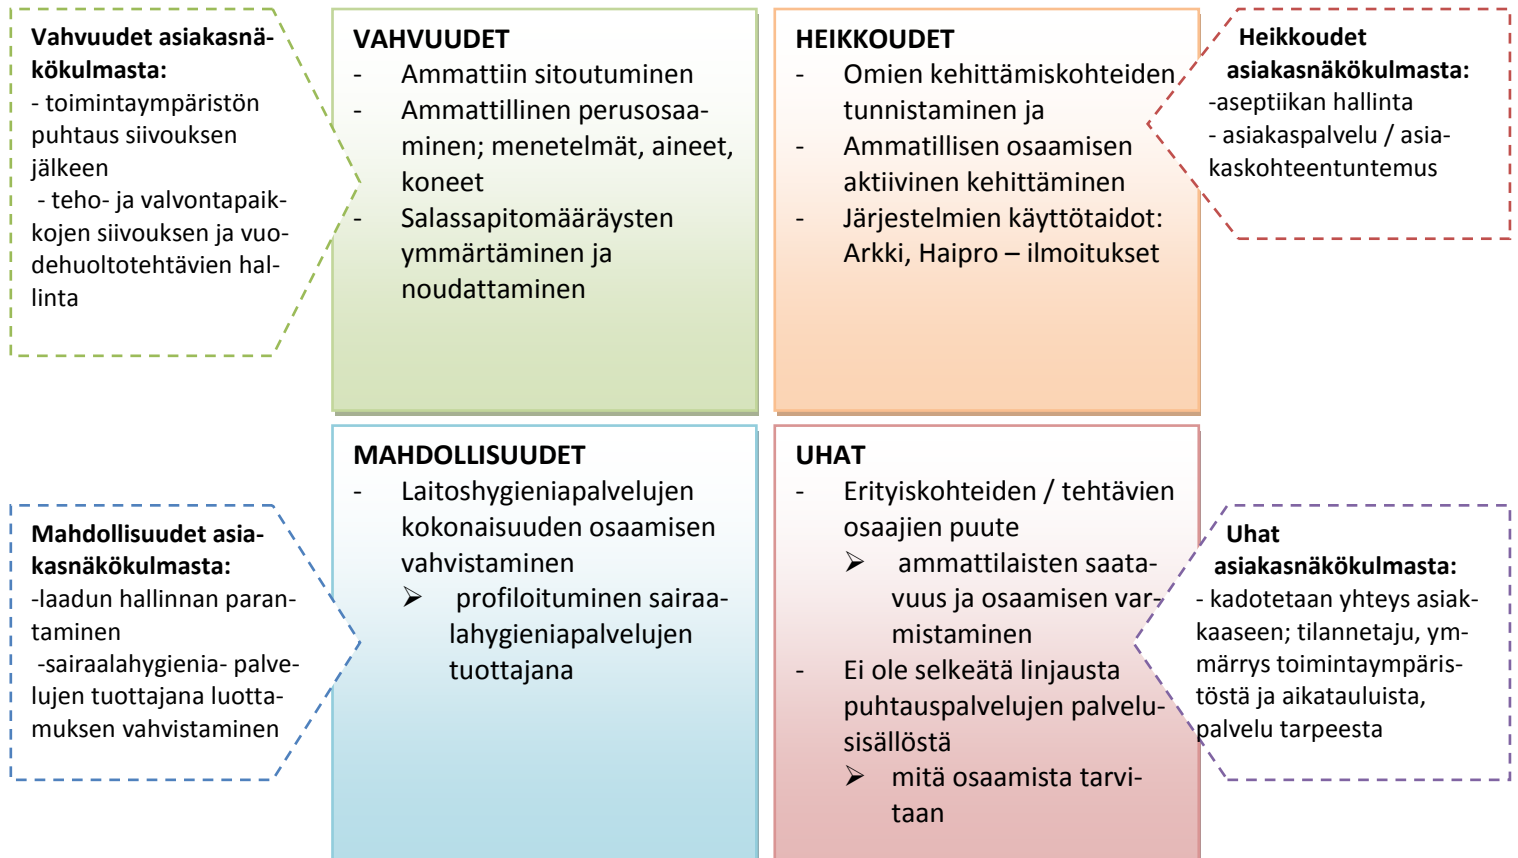 Vahvuudet asiakasnä-
kökulmasta:
- toimintaympäristön
puhtaus siivouksen
jälkeen
- teho- ja valvontapaik-
kojen siivouksen ja vuo-
dehuoltotehtävien hal-
linta
VAHVUUDET
- Ammattiin sitoutuminen
- Ammattillinen perusosaa-
minen; menetelmät, aineet,
koneet
- Salassapitomääräysten
ymmärtäminen ja
noudattaminen
HEIKKOUDET
- Omien kehittämiskohteiden
tunnistaminen ja
- Ammatillisen osaamisen
aktiivinen kehittäminen
- Järjestelmien käyttötaidot:
Arkki, Haipro – ilmoitukset
Heikkoudet
asiakasnäkökulmasta:
-aseptiikan hallinta
- asiakaspalvelu / asia-
kaskohteentuntemus
Mahdollisuudet asia-
kasnäkökulmasta:
-laadun hallinnan paran-
taminen
-sairaalahygienia- palve-
lujen tuottajana luotta-
muksen vahvistaminen
MAHDOLLISUUDET
- Laitoshygieniapalvelujen
kokonaisuuden osaamisen
vahvistaminen
➢ profiloituminen sairaa-
lahygieniapalvelujen
tuottajana
UHAT
- Erityiskohteiden / tehtävien
osaajien puute
➢ ammattilaisten saata-
vuus ja osaamisen var-
mistaminen
- Ei ole selkeätä linjausta
puhtauspalvelujen palvelu-
sisällöstä
➢ mitä osaamista tarvi-
taan
Uhat
asiakasnäkökulmasta:
- kadotetaan yhteys asiak-
kaaseen; tilannetaju, ym-
märrys toimintaympäris-
töstä ja aikatauluista,
palvelu tarpeesta